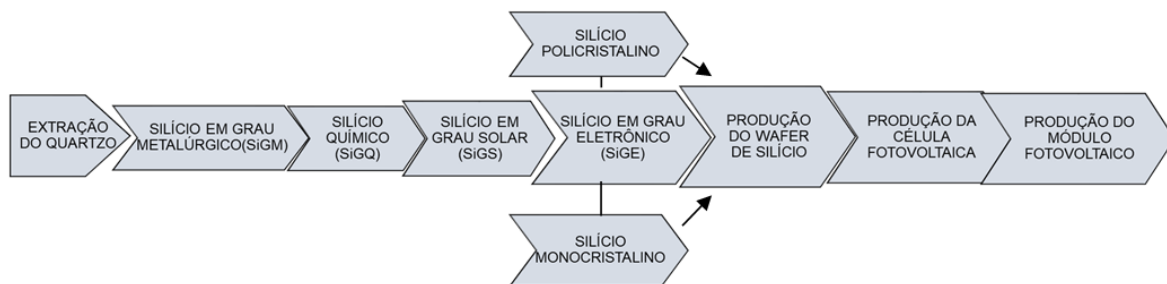 SILÍCIO
POLICRISTALINO
EXTRAÇÃO
DO QUARTZO
SILÍCIO EM GRAU
METALÚRGICO(SiGM)
SILÍCIO
QUÍMICO
(SiGQ)
SILÍCIO EM
GRAU SOLAR
(SiGS)
SILÍCIO EM GRAU
ELETRÔNICO
(SiGE)
PRODUÇÃO
DO WAFER
DE SILÍCIO
PRODUÇÃO DA
CÉLULA
FOTOVOLTAICA
PRODUÇÃO DO
MÓDULO
FOTOVOLTAICO
SILÍCIO
MONOCRISTALINO